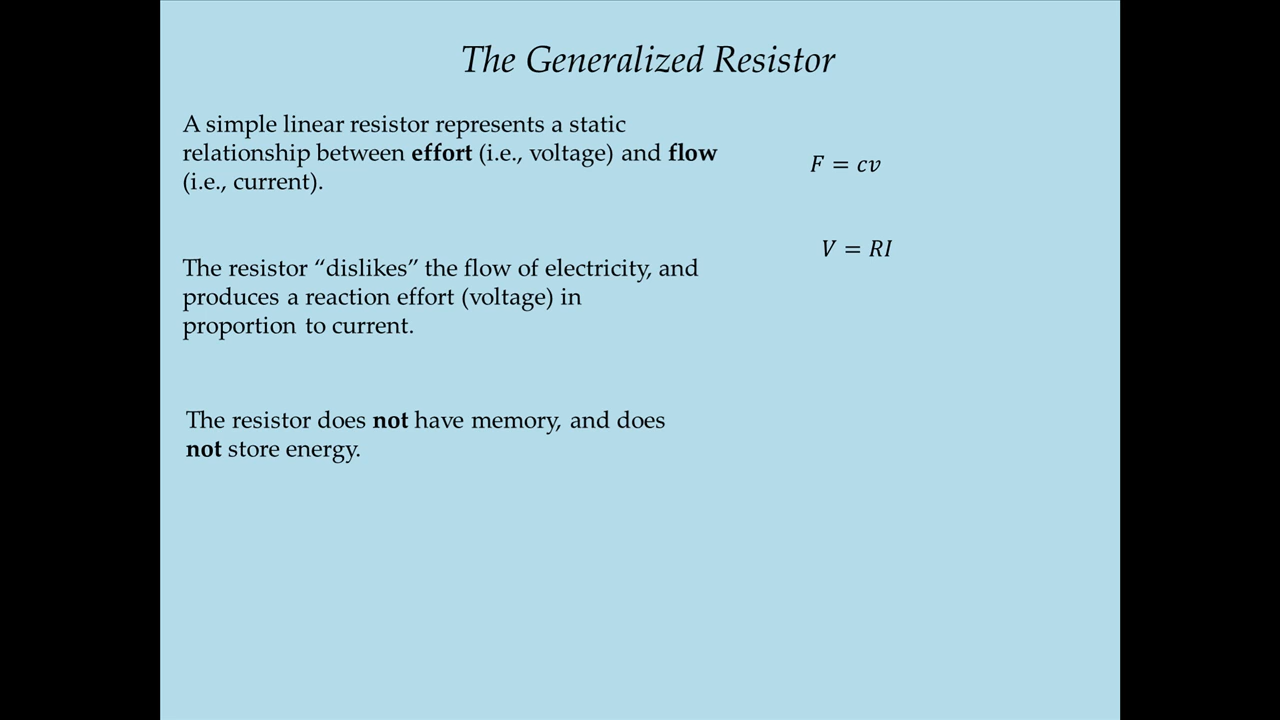 The Generalized Resistor
A simple linear resistor represents a static
relationship between effort (i.e., voltage) and flow
(i.e., current).
F = cv
V = RI
The resistor “dislikes” the flow of electricity, and
produces a reaction effort (voltage) in
proportion to current.
The resistor does not have memory, and does
not store energy.